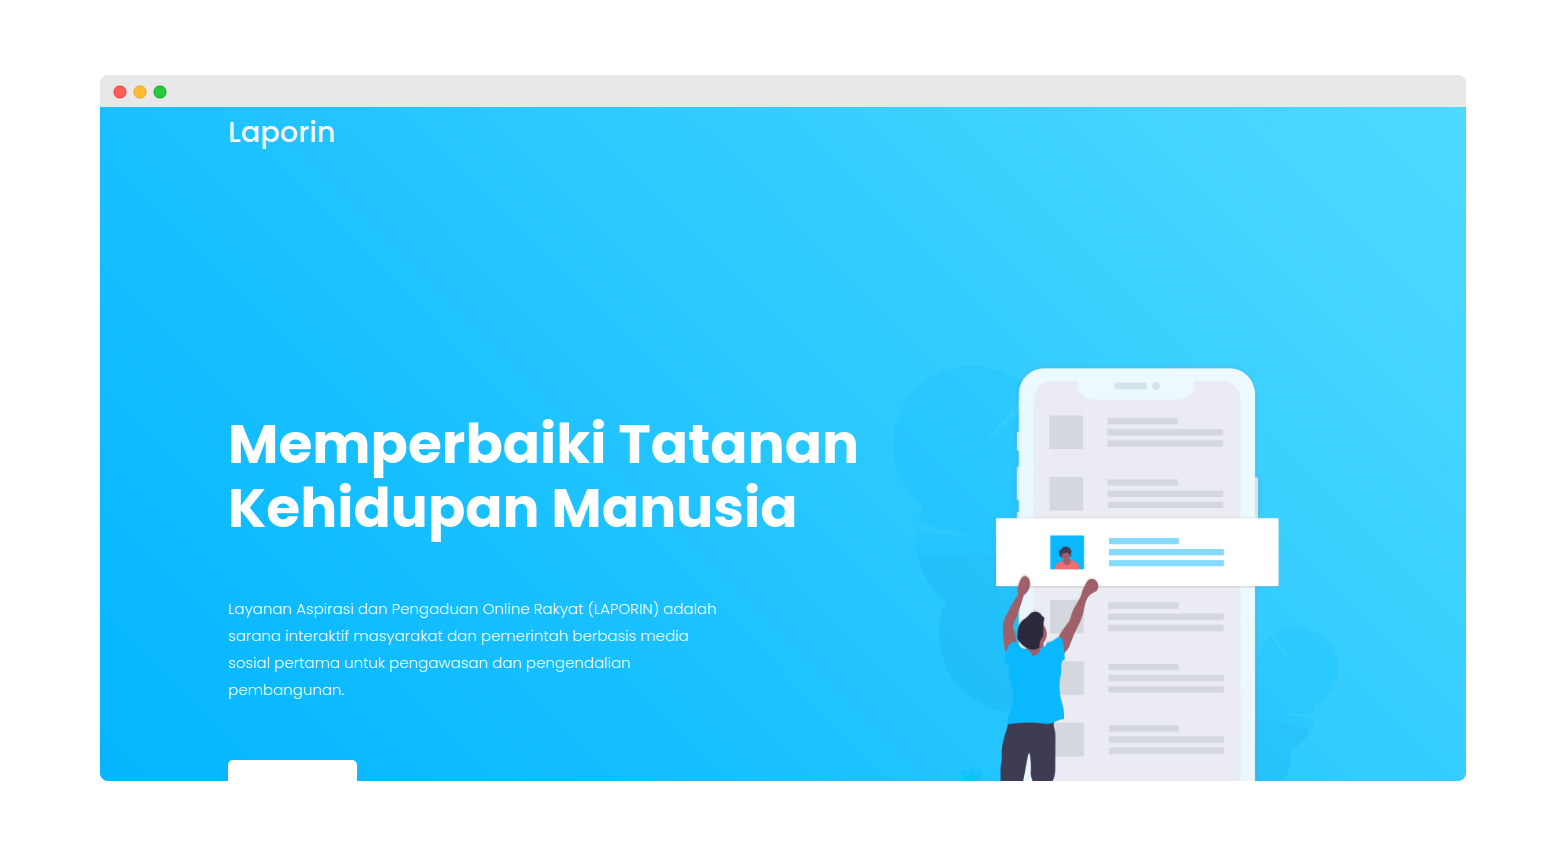 Laporin
Memperbaiki Tatanan
Kehidupan Manusia
Layanan Aspirasi dan Pengaduan Online Rakyat (LAPORIN) adalah
sarana interaktif masyarakat dan pemerintah berbasis media
sosial pertama untuk pengawasan dan pengendalian
pembangunan.